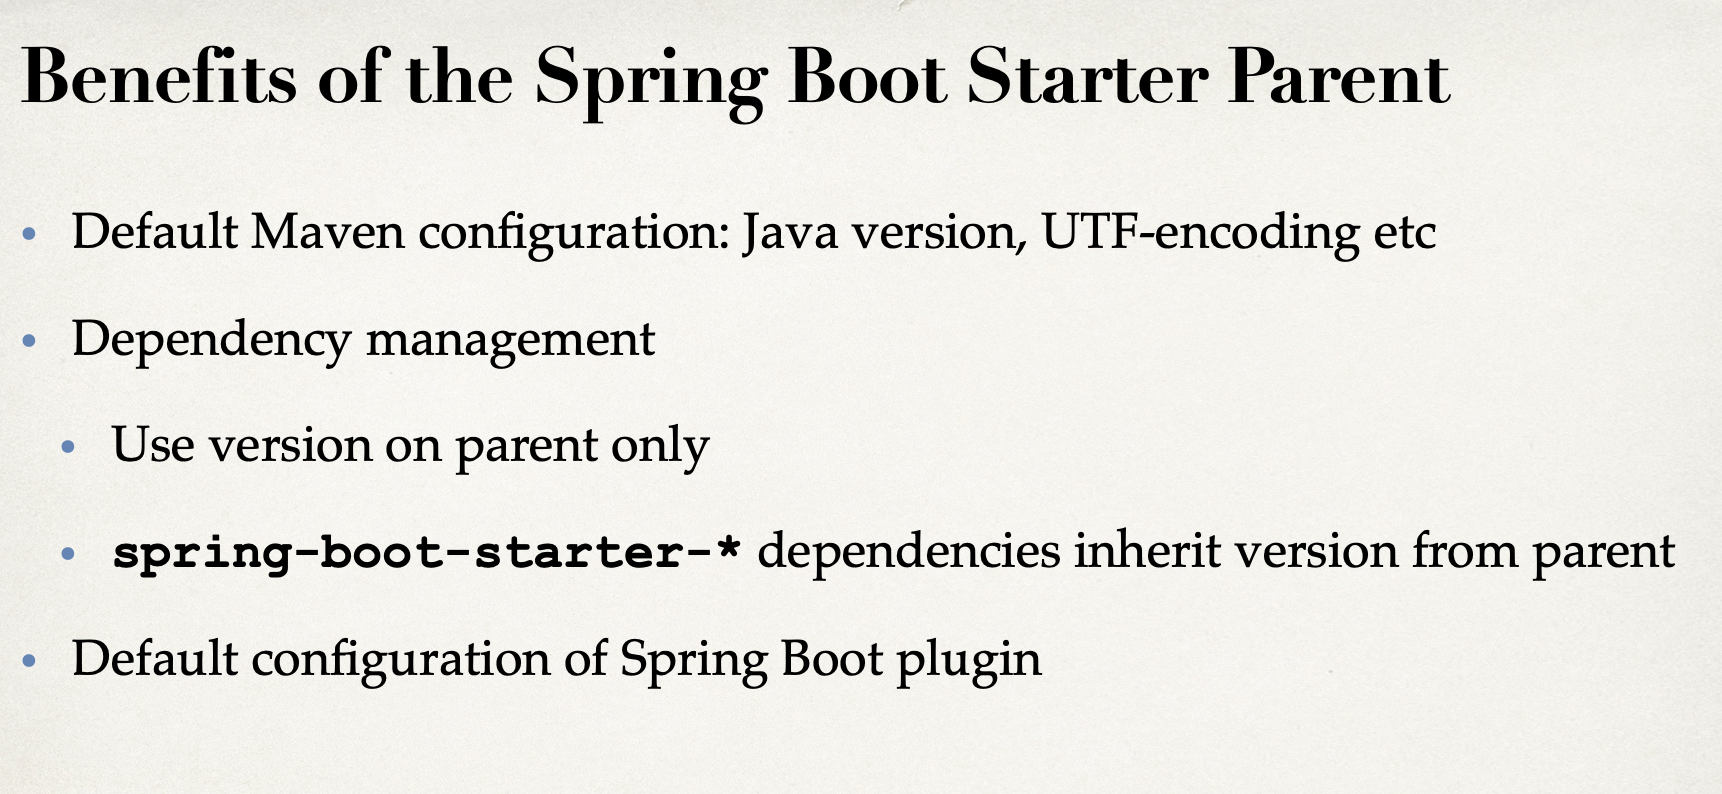 Benefits of the Spring Boot Starter Parent
• Default Maven configuration: Java version, UTF-encoding etc
• Dependency management
• Use version on parent only
• spring-boot-starter-* dependencies inherit version from parent
• Default configuration of Spring Boot plugin